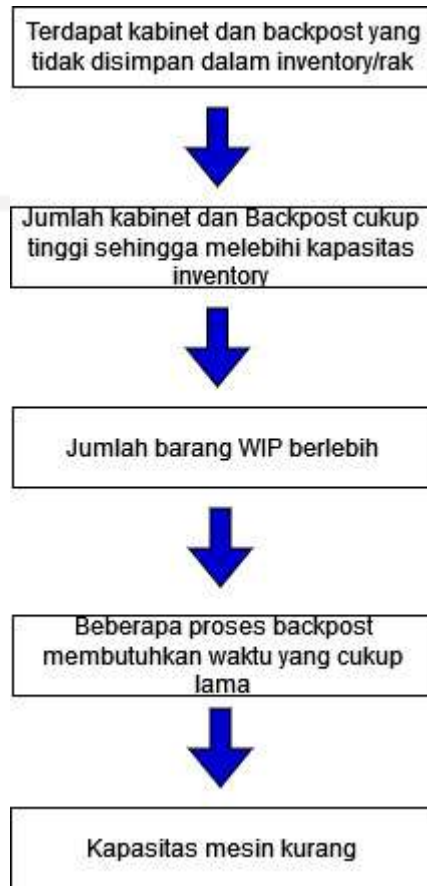 Terdapat kabinet dan backpost yang
tidak disimpan dalam inventory/rak
Jumlah kabinet dan Backpost cukup
tinggi sehingga melebihi kapasitas
inventory
Jumlah barang WIP berlebih
Beberapa proses backpost
membutuhkan waktu yang cukup
lama
Kapasitas mesin kurang